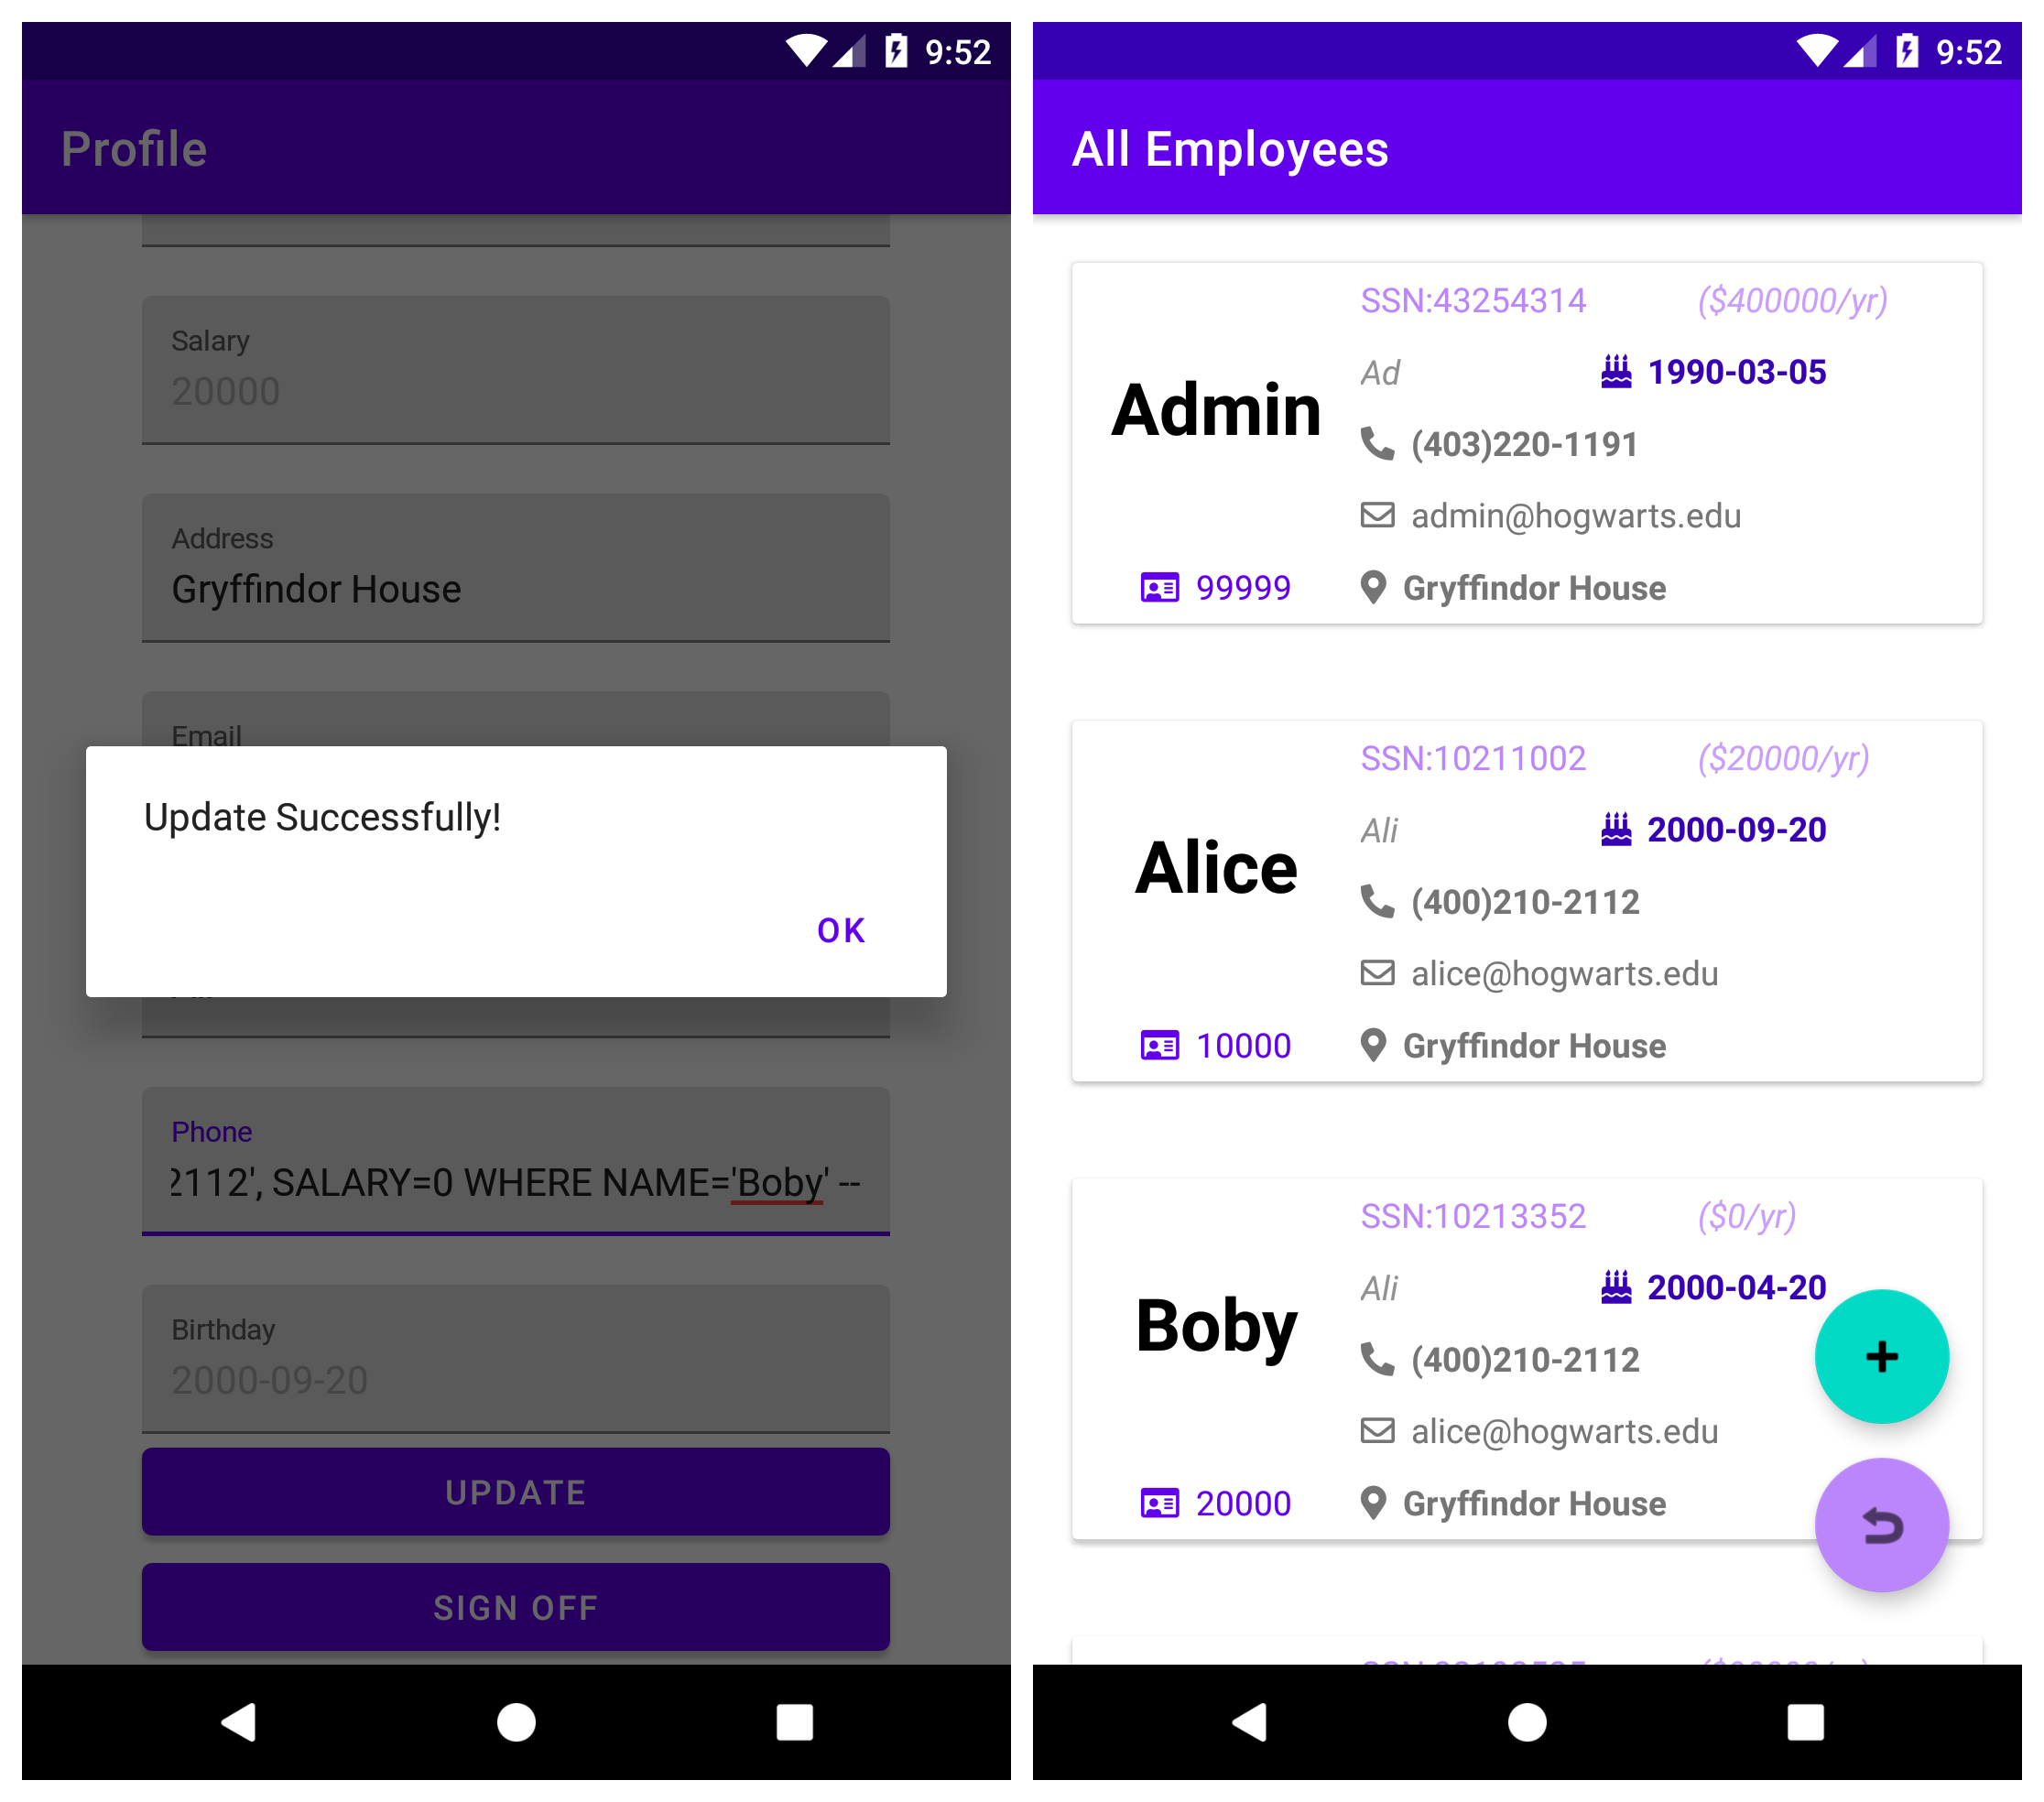 9:52
Profile
Salary
20000
Address
Gryffindor House
Email
Update Successfully!
OK
Phone
2112', SALARY=0 WHERE NAME='Boby' --
Birthday
2000-09-20
UPDATE
SIGN OFF
9:52
All Employees
SSN:43254314 ($400000/yr)
Admin
Ad 1990-03-05
(403)220-1191
admin@hogwarts.edu
99999 Gryffindor House
SSN:10211002 ($20000/yr)
Alice
Ali 2000-09-20
(400)210-2112
alice@hogwarts.edu
10000 Gryffindor House
SSN:10213352 ($0/yr)
Boby
Ali 2000-04-20
(400)210-2112
alice@hogwarts.edu
20000 Gryffindor House